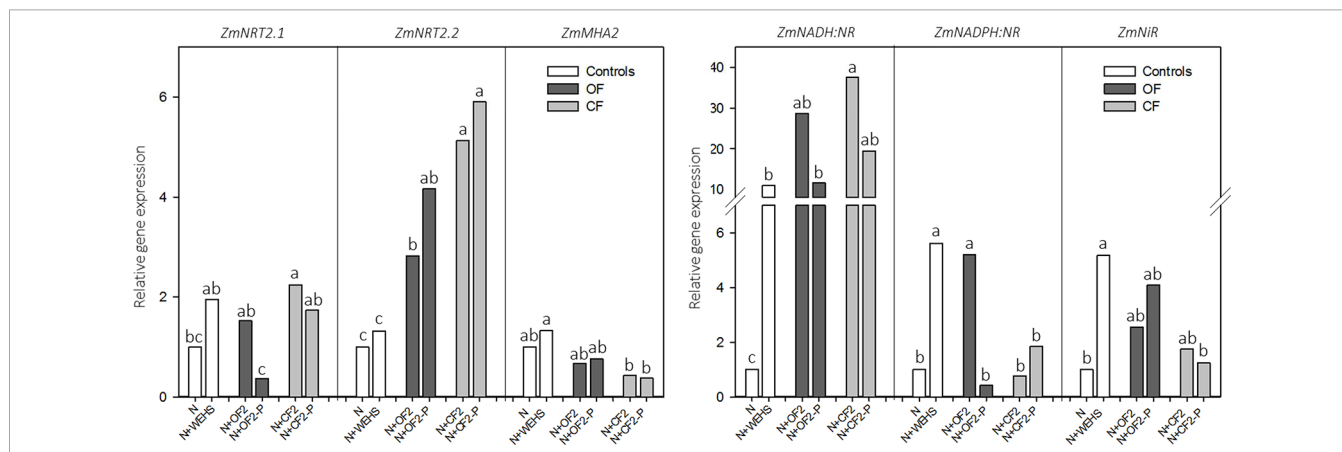 ZmNRT2.1 ZmNRT2.2 ZmMHA2
Controls
OF
CF
Relative gene expression
6
4
2
0
bc ab ab c a ab
c c b ab a a
ab a ab ab b b
N N+WEHS N+OF2 N+OF2-P N+CF2 N+CF2-P
N N+WEHS N+OF2 N+OF2-P N+CF2 N+CF2-P
N N+WEHS N+OF2 N+OF2-P N+CF2 N+CF2-P
ZmNADH:NR ZmNADPH:NR ZmNiR
Controls
OF
CF
Relative gene expression
40
30
20
10
6
4
2
0
c b ab b a ab
b a a b b b
b a ab ab ab b
N N+WEHS N+OF2 N+OF2-P N+CF2 N+CF2-P
N N+WEHS N+OF2 N+OF2-P N+CF2 N+CF2-P
N N+WEHS N+OF2 N+OF2-P N+CF2 N+CF2-P